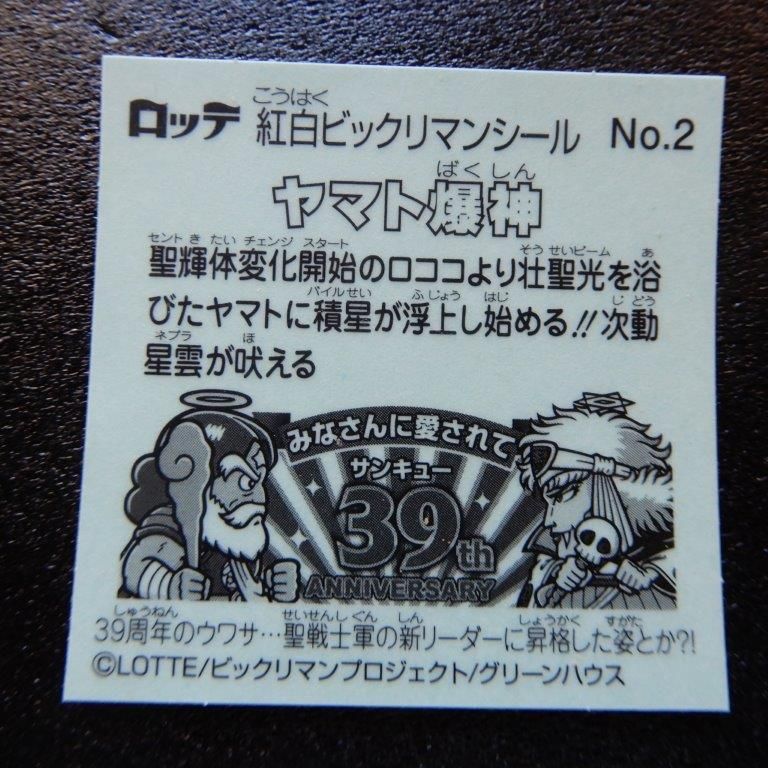 こうはく
ロッテ 紅白ビックリマンシール No.2
ばくしん
ヤマト爆神
セント き たい チェンジ スタート そう せいビーム あ
聖輝体変化開始のロココより壮聖光を浴
パイルせい ふ じょう はじ じ どう
びたヤマトに積星が浮上し始める!!次動
ネブラ ほ
星雲が吠える
みなさんに愛されて
サンキュー
39th
ANNIVERSARY
しゅうねん せいせんし ぐん しん しょうかく すがた
39周年のウワサ…聖戦士軍の新リーダーに昇格した姿とか?!
©LOTTE/ビックリマンプロジェクト/グリーンハウス